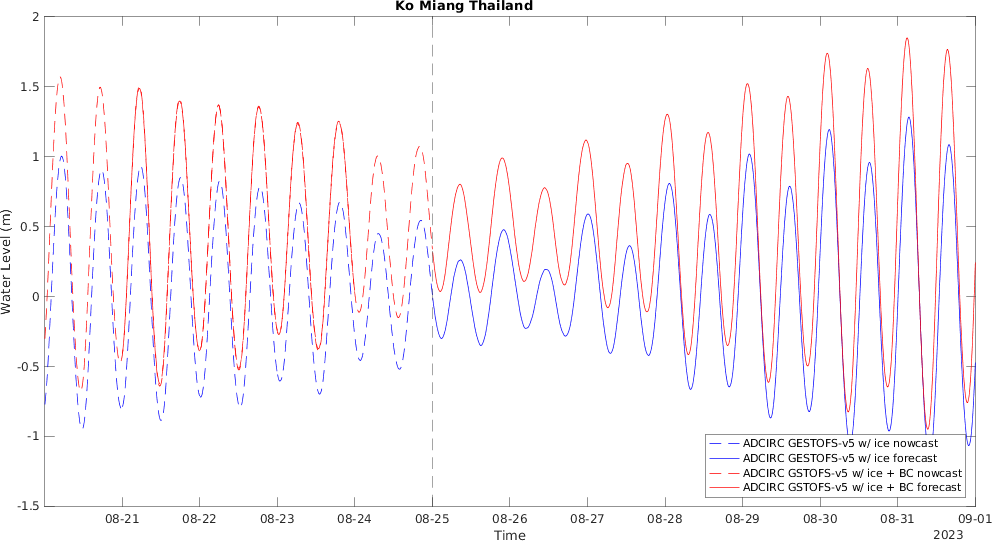 Ko Miang Thailand
2
1.5
1
0.5
0
-0.5
-1
-1.5
Water Level (m)
ADCIRC GESTOFS-v5 w/ ice nowcast
ADCIRC GESTOFS-v5 w/ ice forecast
ADCIRC GSTOFS-v5 w/ ice + BC nowcast
ADCIRC GSTOFS-v5 w/ ice + BC forecast
08-21 08-22 08-23 08-24 08-25 08-26 08-27 08-28 08-29 08-30 08-31 09-01
Time
2023